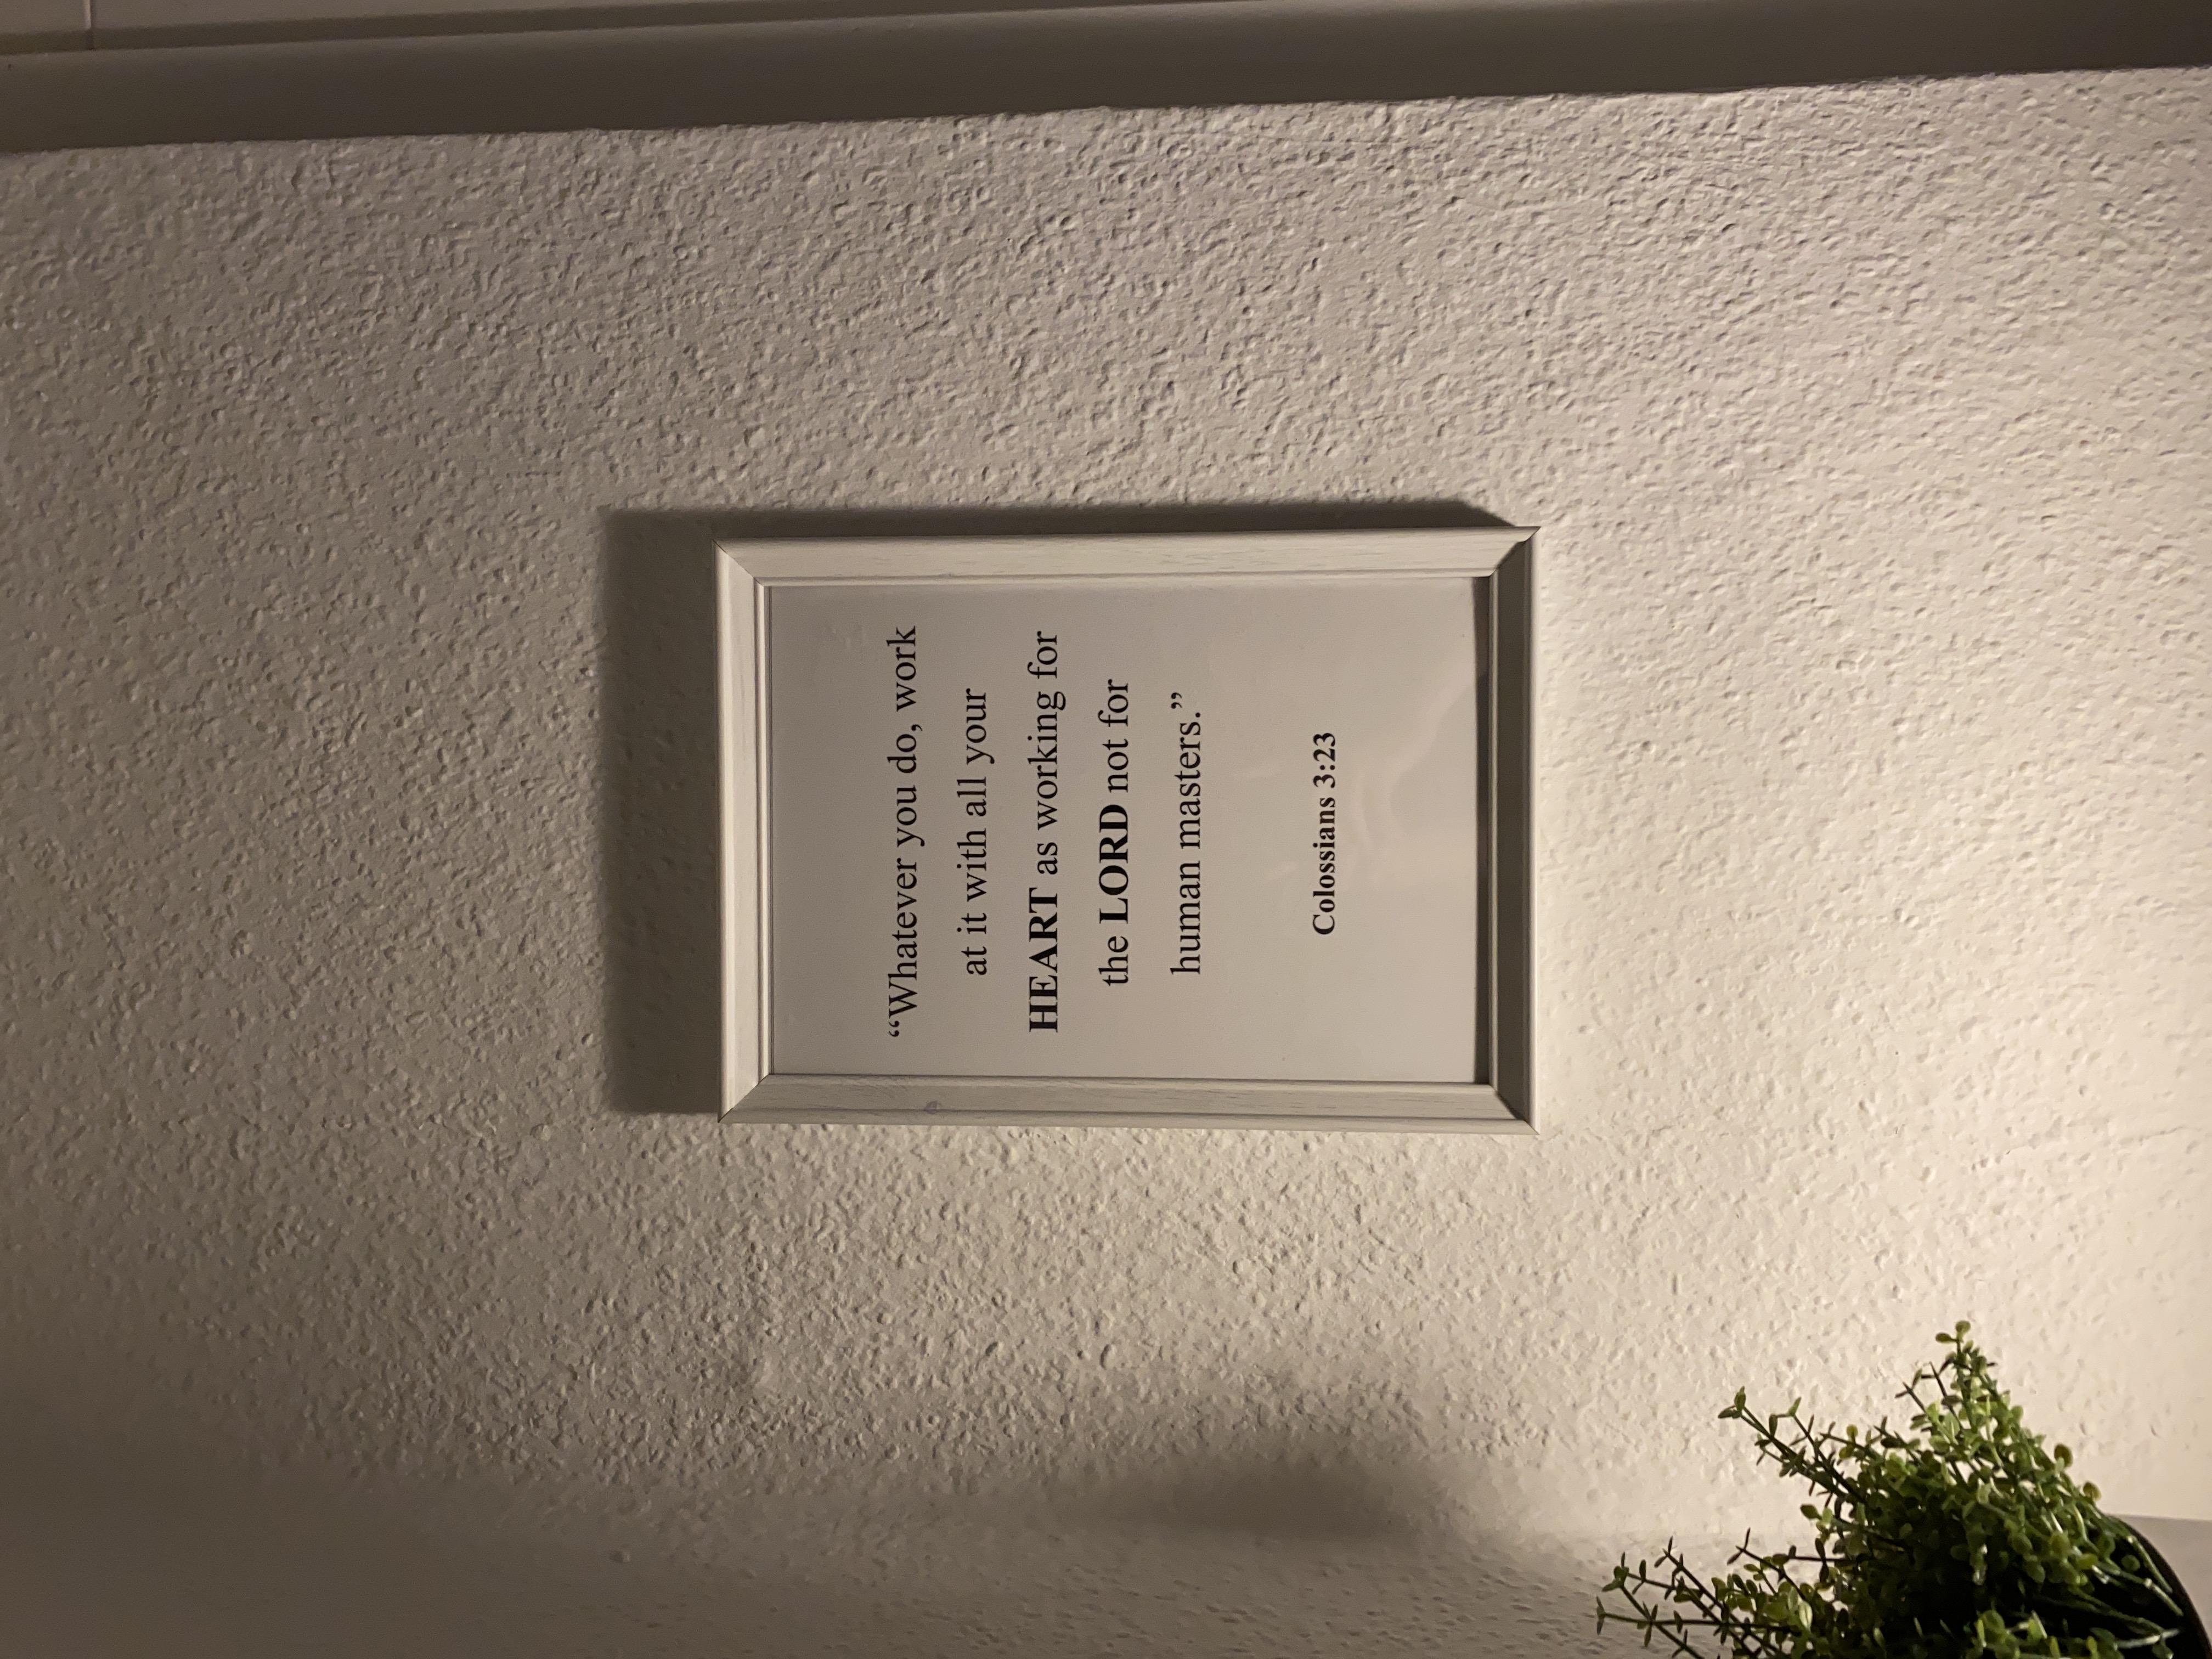 “Whatever you do, work
at it with all your
HEART as working for
the LORD not for
human masters.”
Colossians 3:23